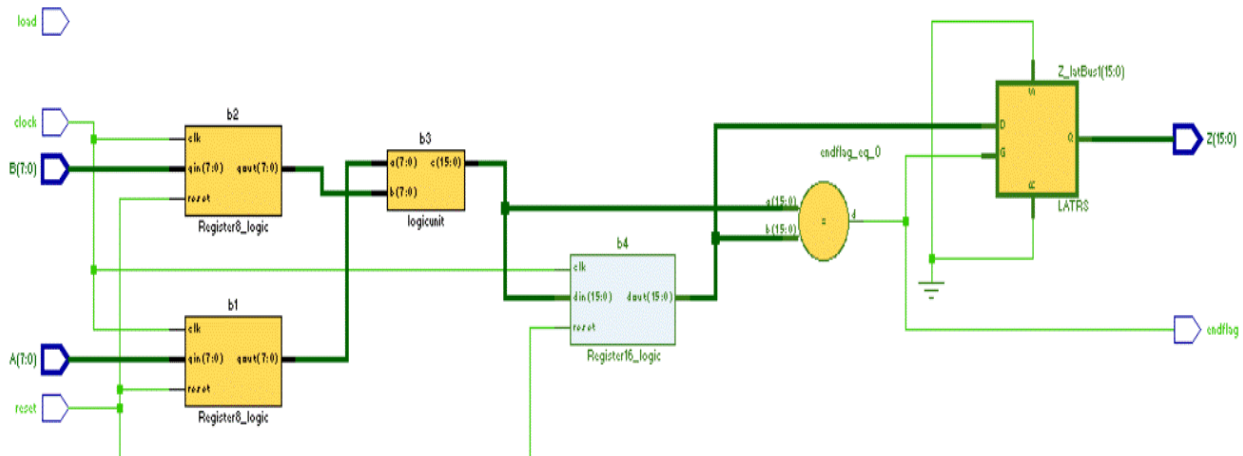 load
clock
B(7:0)
A(7:0)
reset
b2
clk
qin(7:0) qout(7:0)
reset
Register8_logic
b1
clk
qin(7:0) qout(7:0)
reset
Register8_logic
b3
a(7:0) c(15:0)
b(7:0)
logicunit
b4
clk
din(15:0) dout(15:0)
reset
Register16_logic
endflag_eq_0
a(15:0)
b(15:0)
=
d
Z_latBus1(15:0)
S
D
G
Q
R
LATRS
Z(15:0)
endflag